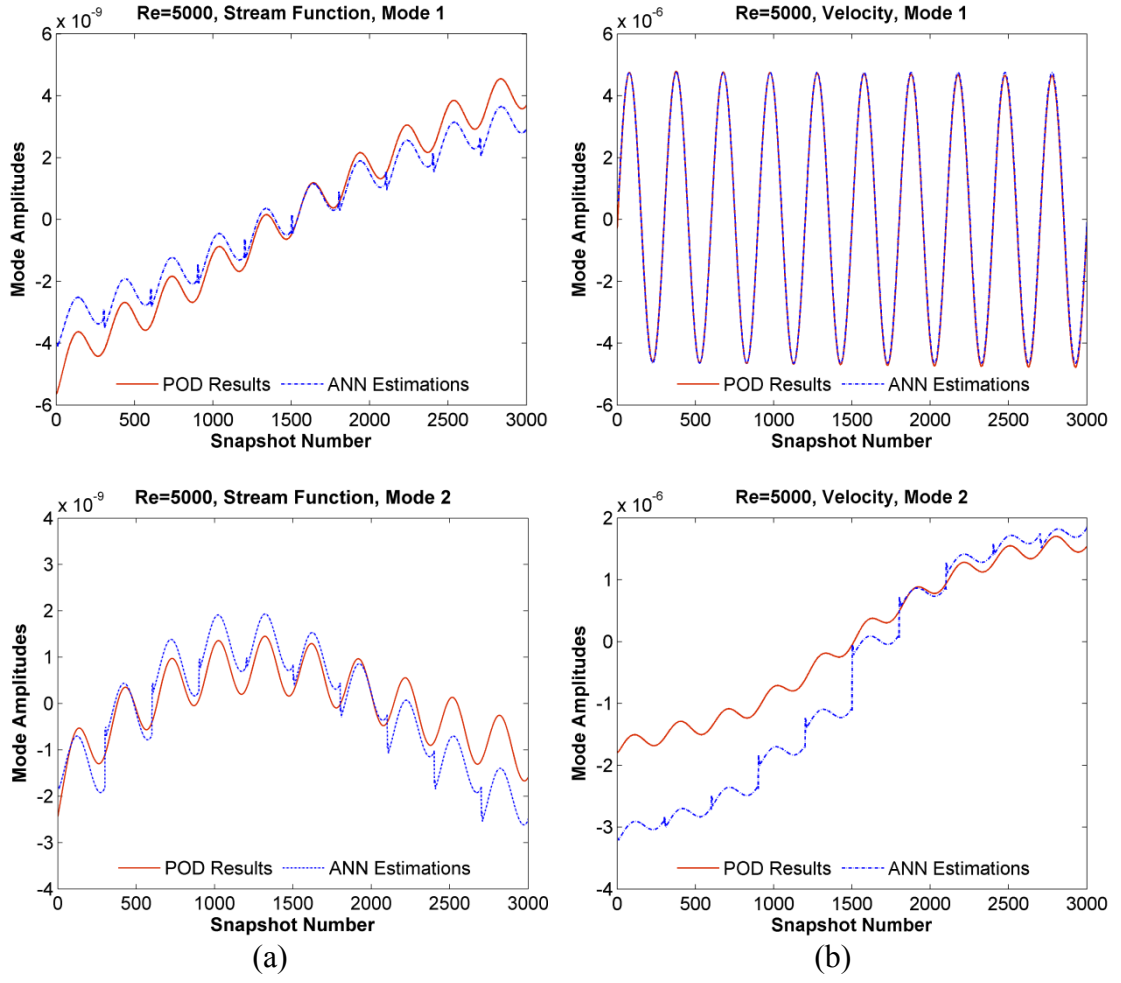 x 10-9
Re=5000, Stream Function, Mode 1
6
4
2
0
-2
-4
-6
Mode Amplitudes
POD Results
ANN Estimations
0 500 1000 1500 2000 2500 3000
Snapshot Number
x 10-6
Re=5000, Velocity, Mode 1
6
4
2
0
-2
-4
-6
Mode Amplitudes
POD Results
ANN Estimations
0 500 1000 1500 2000 2500 3000
Snapshot Number
x 10-9
Re=5000, Stream Function, Mode 2
4
3
2
1
0
-1
-2
-3
-4
Mode Amplitudes
POD Results
ANN Estimations
0 500 1000 1500 2000 2500 3000
Snapshot Number
(a)
x 10-6
Re=5000, Velocity, Mode 2
2
1
0
-1
-2
-3
-4
Mode Amplitudes
POD Results
ANN Estimations
0 500 1000 1500 2000 2500 3000
Snapshot Number
(b)